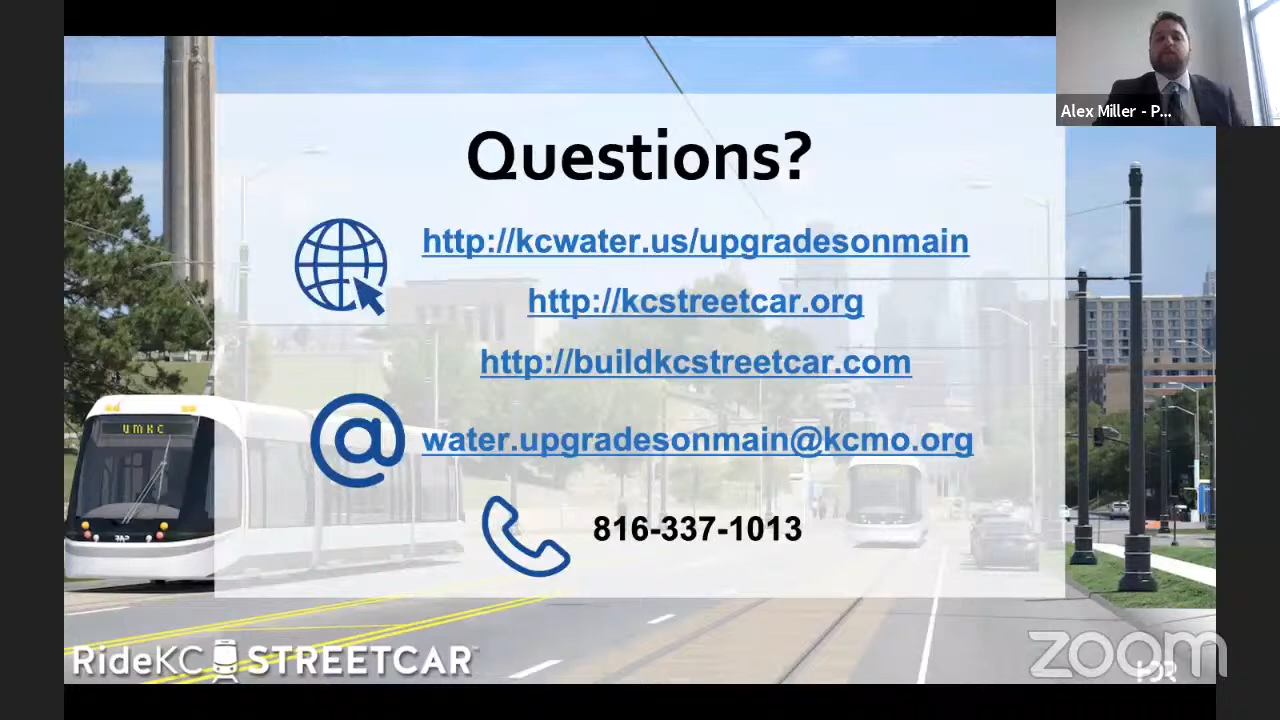 Alex Miller - P...
Questions?
http://kcwater.us/upgradesonmain
http://kcstreetcar.org
http://buildkcstreetcar.com
@
water.upgradesonmain@kcmo.org
816-337-1013
UMKC
RideKC STREETCAR
zoom
HDR